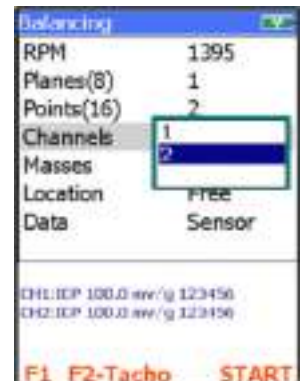 Balancing
RPM 1395
Planes(8) 1
Points(16) 2
Channels 1
2
Masses
Location Free
Data Sensor
CH1:ICP 100.0 mv/g 123456
CH2:ICP 100.0 mv/g 123456
F1 F2-Tacho START